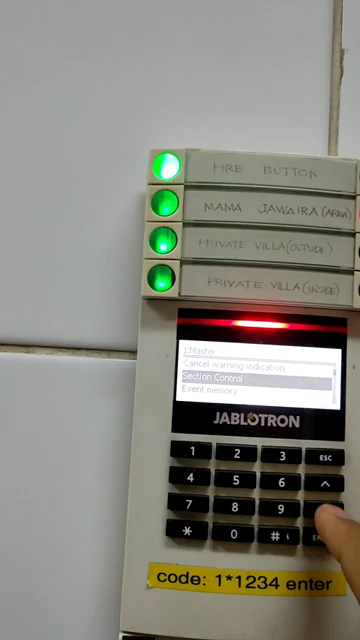 FIRE BUTTON
MAMA JAWAIRA (AREA)
PRIVATE VILLA (OUTSIDE)
PRIVATE VILLA (INSIDE)
1:Master
Cancel warning indication
Section Control
Event memory
JABLOTRON
1 2 3 ESC
4 5 6 ^
7 8 9
* 0 # i
code: 1*1234 enter